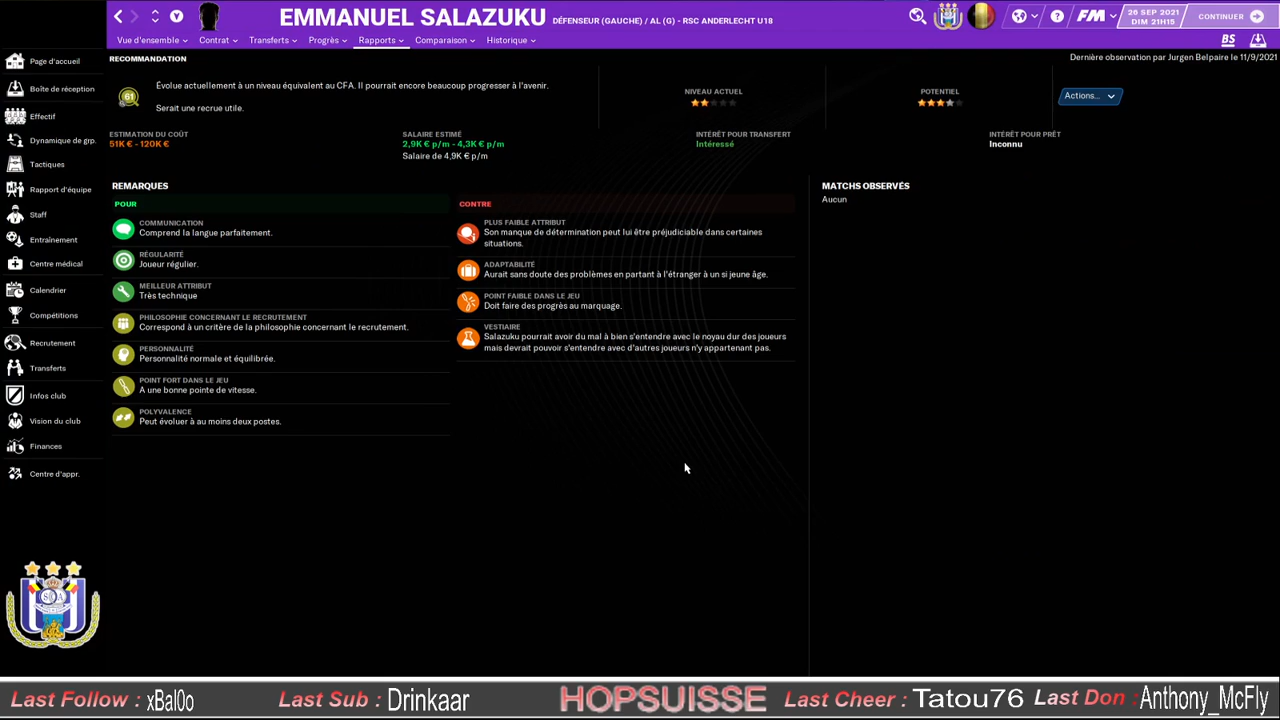 EMMANUEL SALAZUKU DÉFENSEUR (GAUCHE) / AL (G) - RSC ANDERLECHT U18
26 SEP 2021
DIM 21H15
FM
CONTINUER
Vue d'ensemble Contrat Transferts Progrès Rapports Comparaison Historique
BS
RECOMMANDATION
Dernière observation par Jurgen Belpaire le 11/9/2021
61
Évolue actuellement à un niveau équivalent au CFA. Il pourrait encore beaucoup progresser à l'avenir.
Serait une recrue utile.
NIVEAU ACTUEL
POTENTIEL
Actions...
ESTIMATION DU COÛT
51K € - 120K €
SALAIRE ESTIMÉ
2,9K € p/m - 4,3K € p/m
Salaire de 4,9K € p/m
INTÉRÊT POUR TRANSFERT
Intéressé
INTÉRÊT POUR PRÊT
Inconnu
REMARQUES
POUR
COMMUNICATION
Comprend la langue parfaitement.
RÉGULARITÉ
Joueur régulier.
MEILLEUR ATTRIBUT
Très technique
PHILOSOPHIE CONCERNANT LE RECRUTEMENT
Correspond à un critère de la philosophie concernant le recrutement.
PERSONNALITÉ
Personnalité normale et équilibrée.
POINT FORT DANS LE JEU
A une bonne pointe de vitesse.
POLYVALENCE
Peut évoluer à au moins deux postes.
CONTRE
PLUS FAIBLE ATTRIBUT
Son manque de détermination peut lui être préjudiciable dans certaines
situations.
ADAPTABILITÉ
Aurait sans doute des problèmes en partant à l'étranger à un si jeune âge.
POINT FAIBLE DANS LE JEU
Doit faire des progrès au marquage.
VESTIAIRE
Salazuku pourrait avoir du mal à bien s'entendre avec le noyau dur des joueurs
mais devrait pouvoir s'entendre avec d'autres joueurs n'y appartenant pas.
MATCHS OBSERVÉS
Aucun
Page d'accueil
Boîte de réception
Effectif
Dynamique de grp.
Tactiques
Rapport d'équipe
Staff
Entraînement
Centre médical
Calendrier
Compétitions
Recrutement
Transferts
Infos club
Vision du club
Finances
Centre d'appr.
Last Follow : xBal0o Last Sub : Drinkaar HOPSUISSE Last Cheer : Tatou76 Last Don : Anthony_McFly